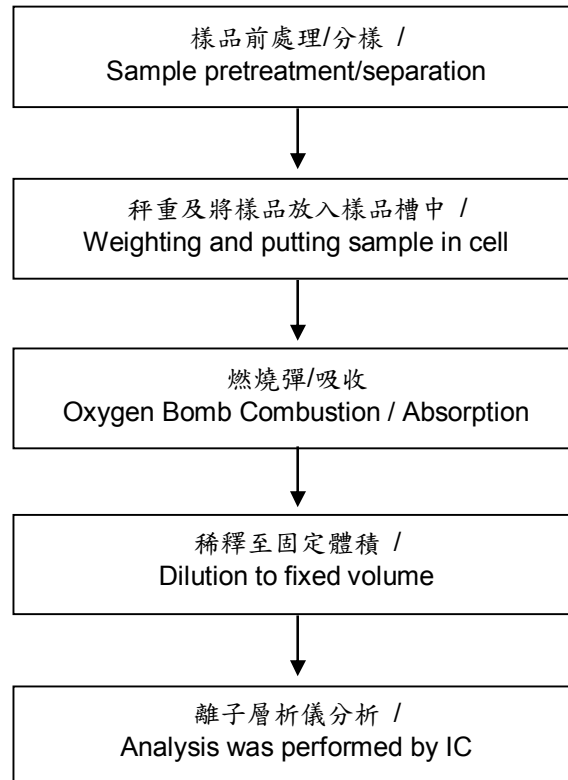 樣品前處理/分樣 /
Sample pretreatment/separation
秤重及將樣品放入樣品槽中 /
Weighting and putting sample in cell
燃燒彈/吸收
Oxygen Bomb Combustion / Absorption
稀釋至固定體積 /
Dilution to fixed volume
離子層析儀分析 /
Analysis was performed by IC